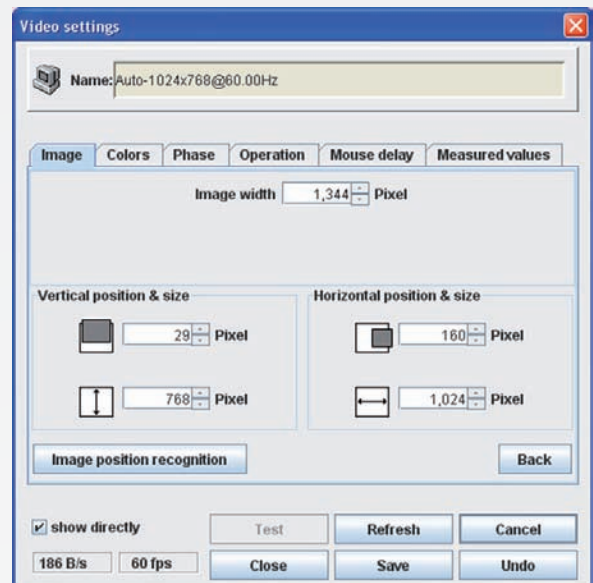 Video settings
Name: Auto-1024x768@60.00Hz
Image Colors Phase Operation Mouse delay Measured values
Image width 1,344 Pixel
Vertical position & size
29 Pixel
768 Pixel
Horizontal position & size
160 Pixel
1,024 Pixel
Image position recognition Back
show directly Test Refresh Cancel
186 B/s 60 fps Close Save Undo